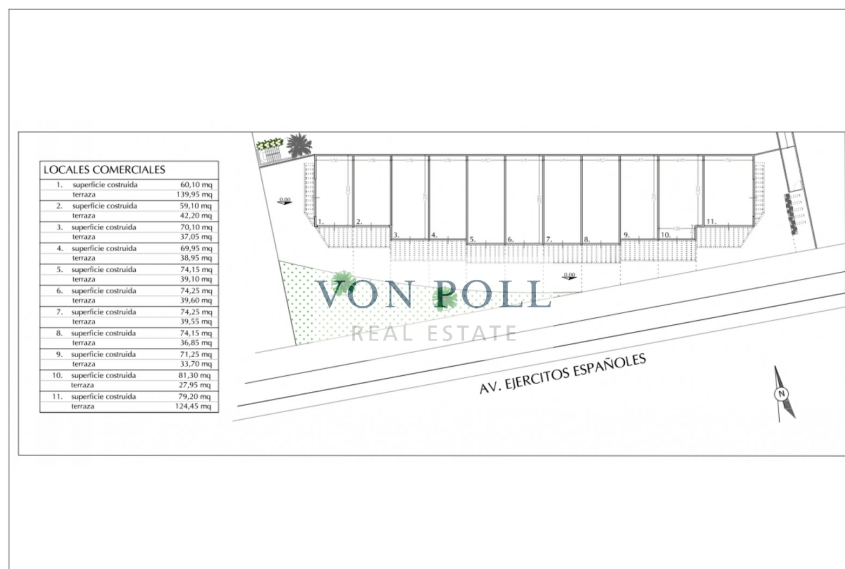 LOCALES COMERCIALES
1. superficie costruida 60,10 mq
terraza 139,95 mq
2. superficie costruida 59,10 mq
terraza 42,20 mq
3. superficie costruida 70,10 mq
terraza 37,05 mq
4. superficie costruida 69,95 mq
terraza 38,95 mq
5. superficie costruida 74,15 mq
terraza 39,10 mq
6. superficie costruida 74,25 mq
terraza 39,60 mq
7. superficie costruida 74,25 mq
terraza 39,55 mq
8. superficie costruida 74,15 mq
terraza 36,85 mq
9. superficie costruida 71,25 mq
terraza 33,70 mq
10. superficie costruida 81,30 mq
terraza 27,95 mq
11. superficie costruida 79,20 mq
terraza 124,45 mq
0.00
1. 2. 3. 4. 5. 6. 7. 8. 9. 10. 11.
0.00
VON POLL
REAL ESTATE
AV. EJERCITOS ESPAÑOLES
N